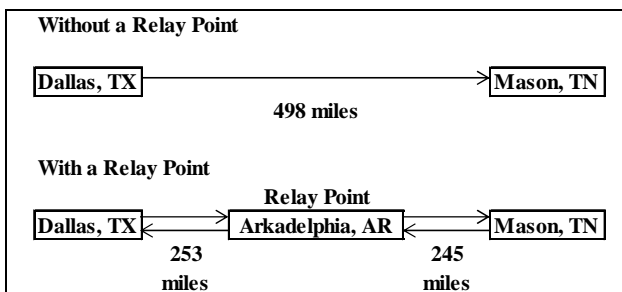 Without a Relay Point
Dallas, TX Mason, TN
498 miles
With a Relay Point
Relay Point
Dallas, TX Arkadelphia, AR Mason, TN
253 245
miles miles